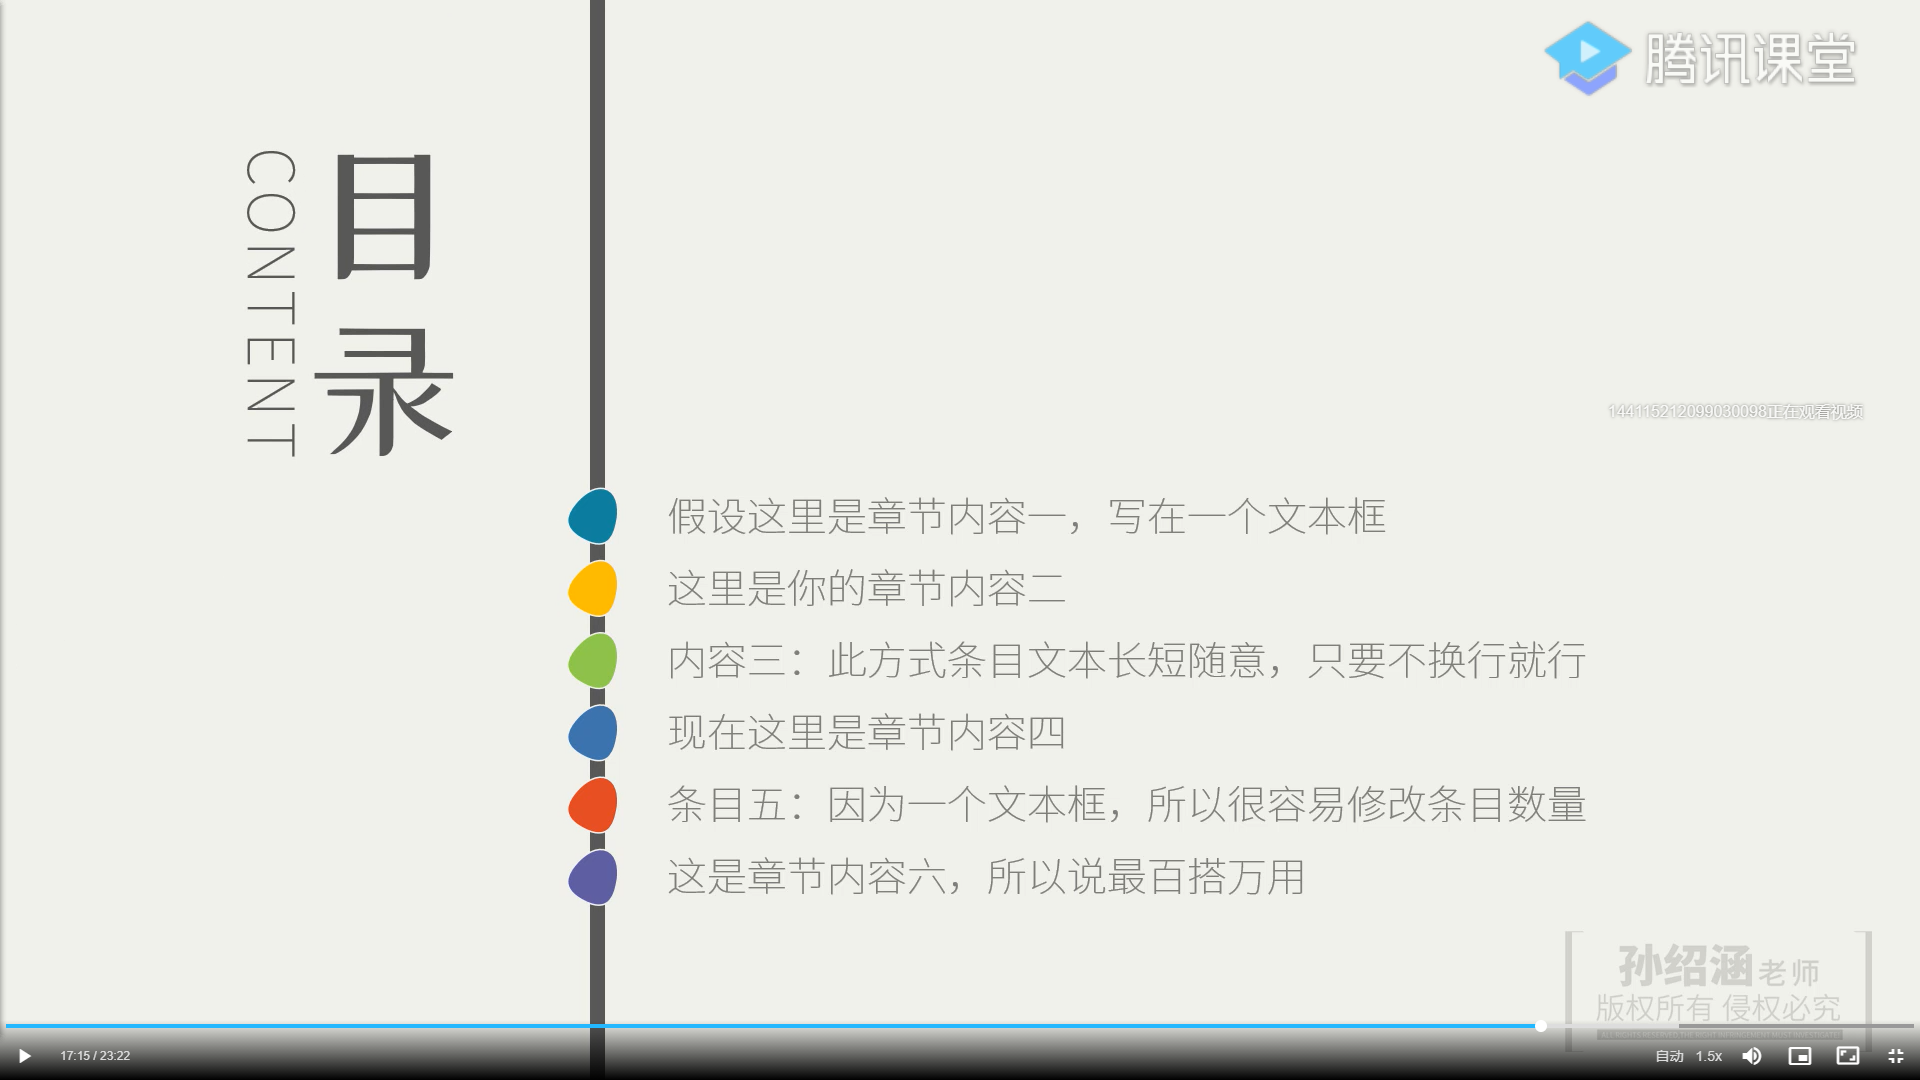 腾讯课堂
目录
CONTENT
144115212099030098正在观看视频
假设这里是章节内容一，写在一个文本框
这里是你的章节内容二
内容三：此方式条目文本长短随意，只要不换行就行
现在这里是章节内容四
条目五：因为一个文本框，所以很容易修改条目数量
这是章节内容六，所以说最百搭万用
孙绍涵老师
版权所有 侵权必究
17:15 / 23:22
自动 1.5x